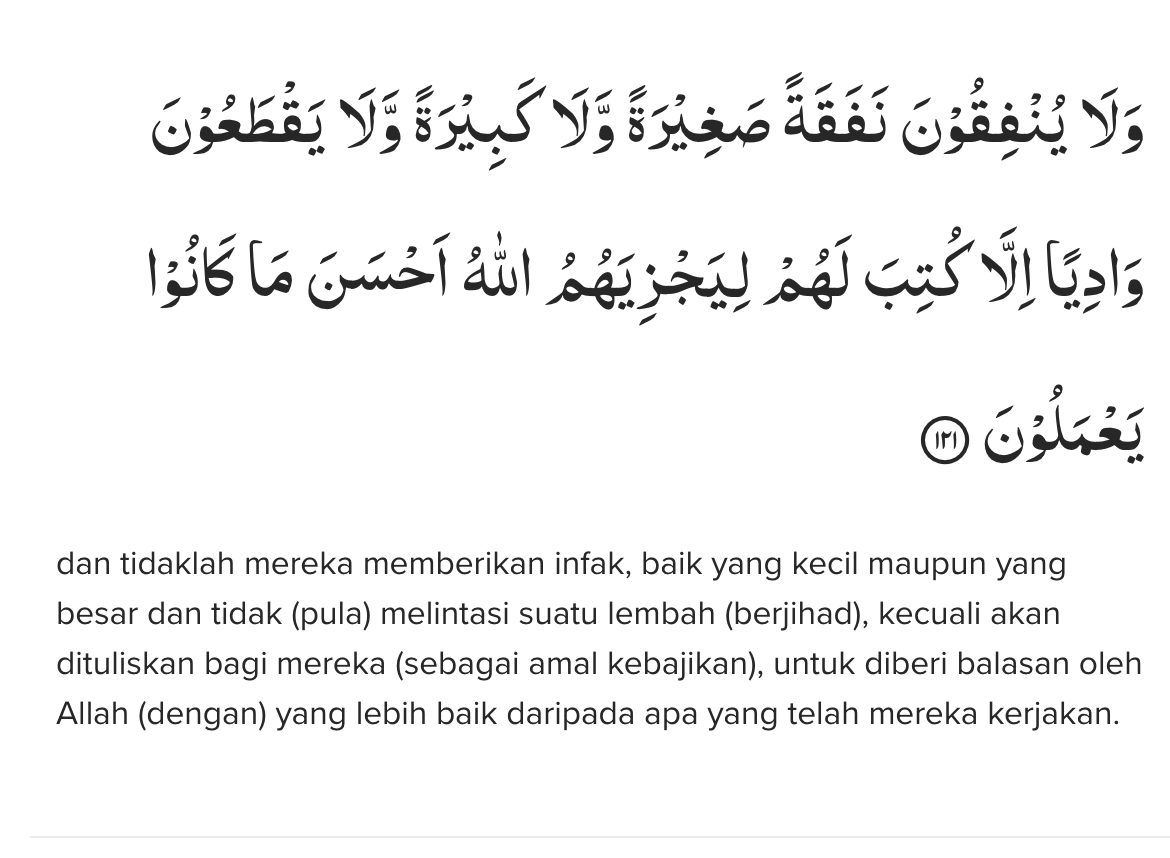 وَلَا يُنْفِقُوْنَ نَفَقَةً صَغِيْرَةً وَّلَا كَبِيْرَةً وَّلَا يَقْطَعُوْنَ
وَادِيًا اِلَّا كُتِبَ لَهُمْ لِيَجْزِيَهُمُ اللّٰهُ اَحْسَنَ مَا كَانُوْا
يَعْمَلُوْنَ ١٢١
dan tidaklah mereka memberikan infak, baik yang kecil maupun yang
besar dan tidak (pula) melintasi suatu lembah (berjihad), kecuali akan
dituliskan bagi mereka (sebagai amal kebajikan), untuk diberi balasan oleh
Allah (dengan) yang lebih baik daripada apa yang telah mereka kerjakan.